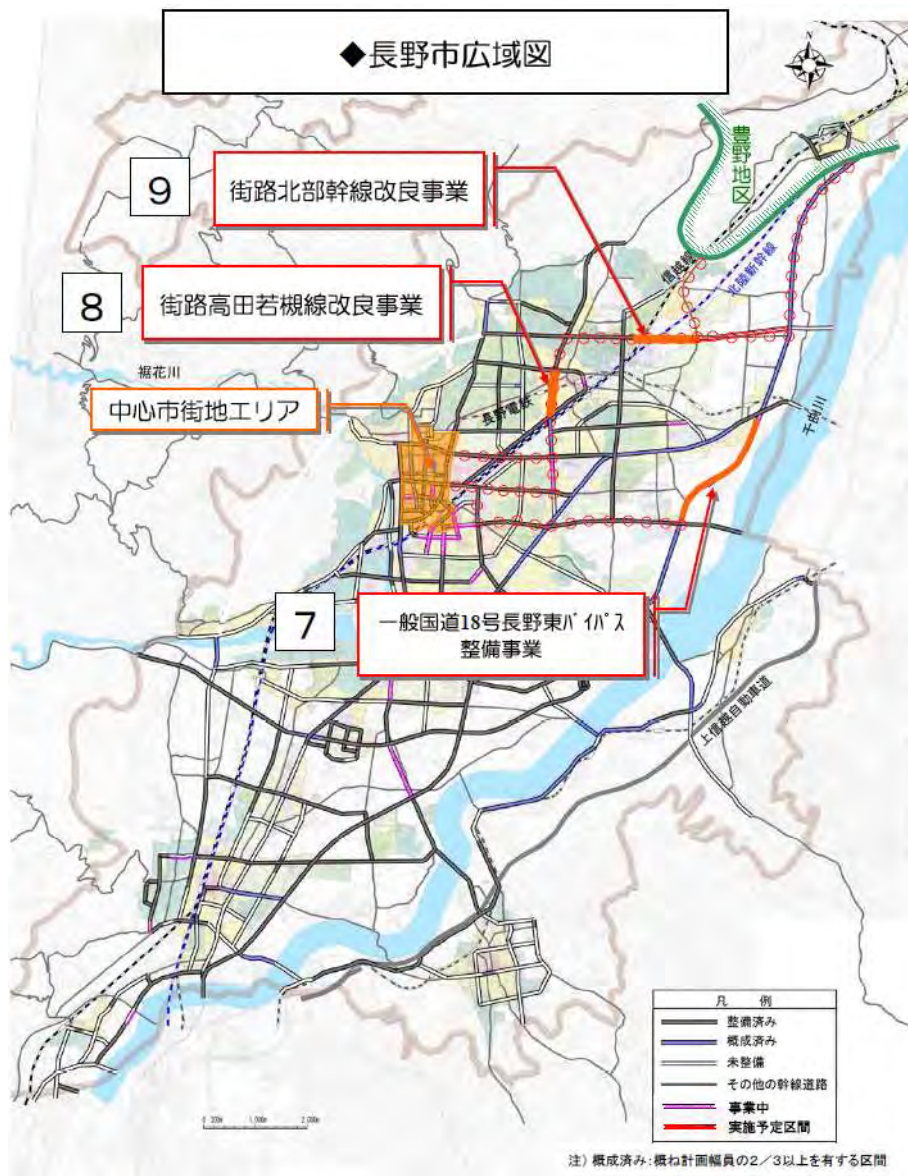 ◆長野市広域図
N
豊野地区
9
街路北部幹線改良事業
信越線
北陸新幹線
8
街路高田若槻線改良事業
裾花川
中心市街地エリア
長野電鉄
千曲川
7
一般国道18号長野東バイパス
整備事業
上信越自動車道
凡 例
整備済み
概成済み
未整備
その他の幹線道路
事業中
実施予定区間
0 200m 1,000m 2,000m
注) 概成済み:概ね計画幅員の2/3以上を有する区間